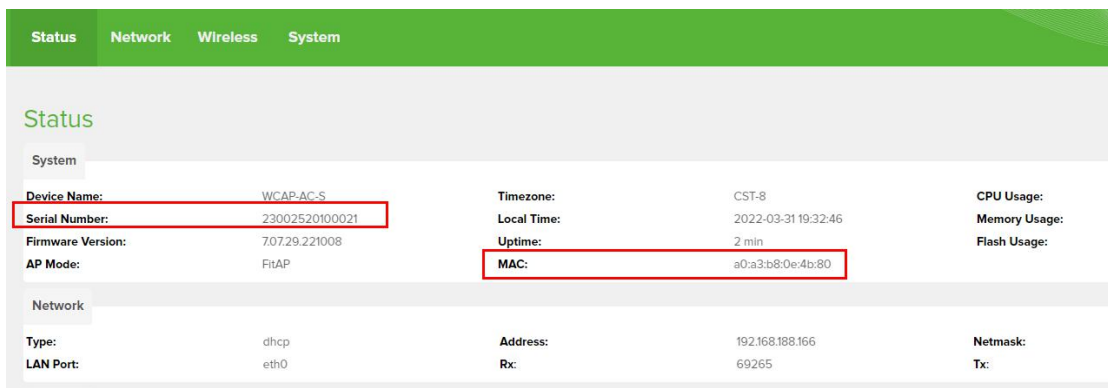 Status Network Wireless System
Status
System
Device Name: WCAP-AC-S Timezone: CST-8 CPU Usage:
Serial Number: 23002520100021 Local Time: 2022-03-31 19:32:46 Memory Usage:
Firmware Version: 7.07.29.221008 Uptime: 2 min Flash Usage:
AP Mode: FitAP MAC: a0:a3:b8:0e:4b:80
Network
Type: dhcp Address: 192.168.188.166 Netmask:
LAN Port: eth0 Rx: 69265 Tx: